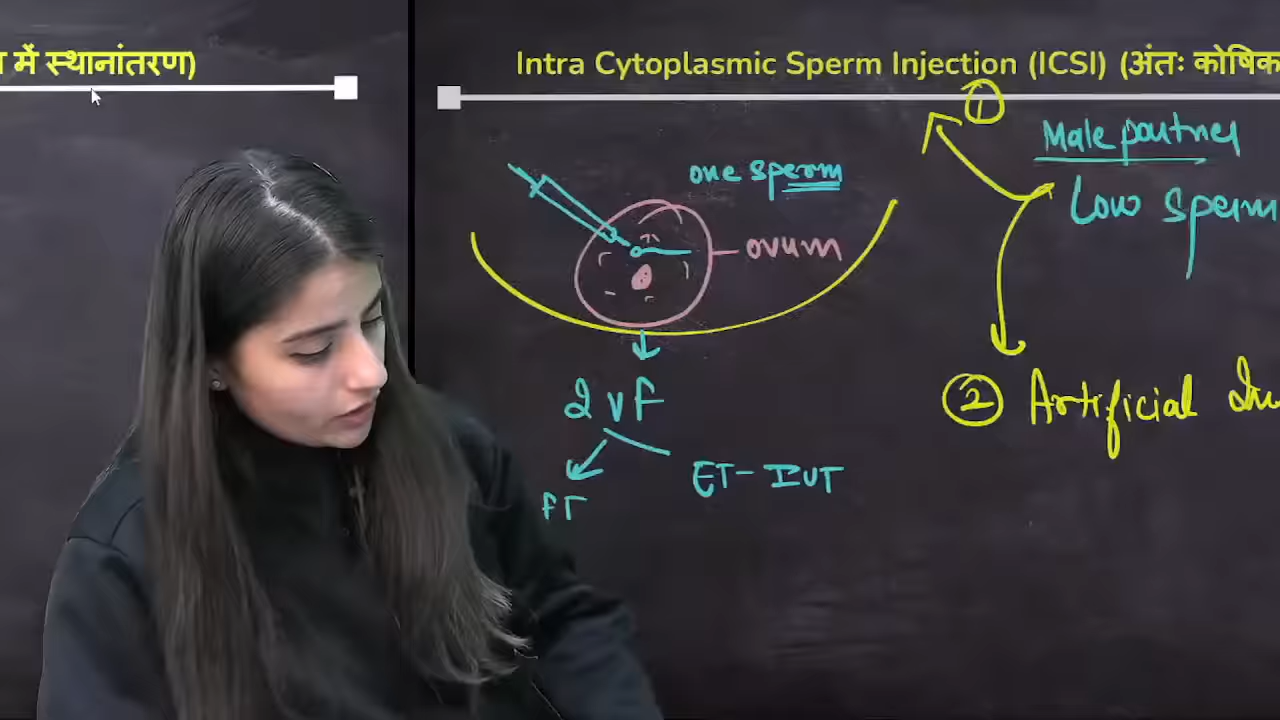 में स्थानांतरण)
Intra Cytoplasmic Sperm Injection (ICSI) (अंतः कोषिक
1
Male partner
one sperm
Low sperm
ovum
2 Artificial
IVF
ET-IUT
FT